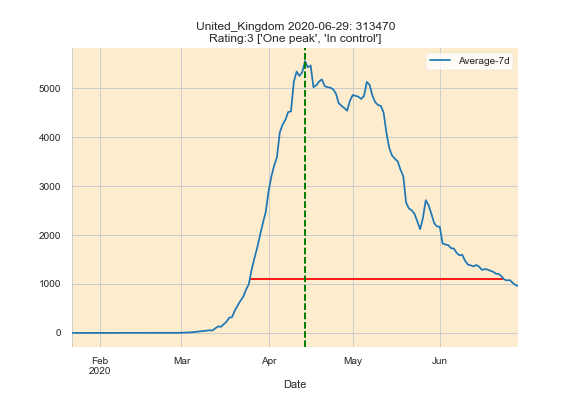 United_Kingdom 2020-06-29: 313470
Rating:3 ['One peak', 'In control']
Average-7d
5000
4000
3000
2000
1000
0
Feb
2020
Mar
Apr
May
Jun
Date